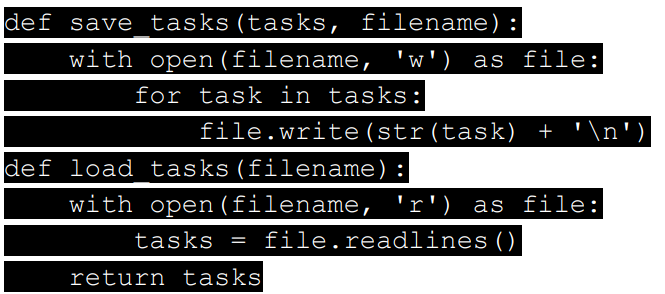 def save_tasks(tasks, filename):
    with open(filename, 'w') as file:
        for task in tasks:
            file.write(str(task) + '\n')
def load_tasks(filename):
    with open(filename, 'r') as file:
        tasks = file.readlines()
    return tasks